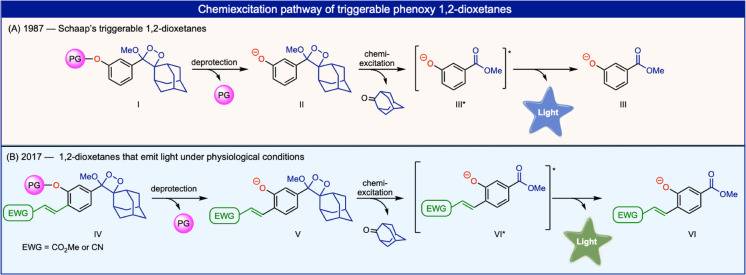 Chemiexcitation pathway of triggerable phenoxy 1,2-dioxetanes
(A) 1987 — Schaap's triggerable 1,2-dioxetanes
PG O MeO O O
I
deprotection
PG
⊖O MeO O O
II
chemi-
excitation
O
⊖O O OMe *
III*
Light
⊖O O OMe
III
(B) 2017 — 1,2-dioxetanes that emit light under physiological conditions
PG O MeO O O
EWG
IV
EWG = CO2Me or CN
deprotection
PG
⊖O MeO O O
EWG
V
chemi-
excitation
O
⊖O O OMe *
EWG
VI*
Light
⊖O O OMe
EWG
VI